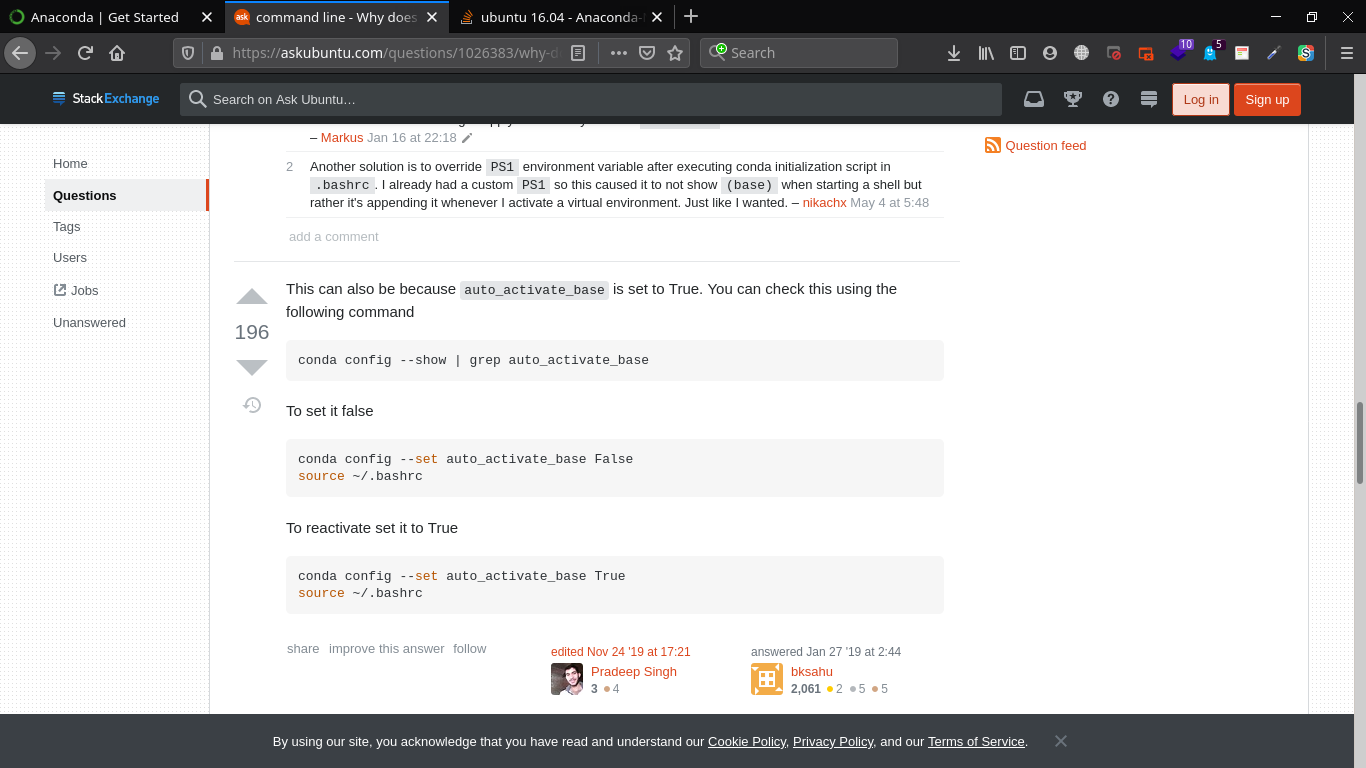 Anaconda | Get Started
command line - Why does
ubuntu 16.04 - Anaconda-
https://askubuntu.com/questions/1026383/why-d
Search
10
5
StackExchange
Search on Ask Ubuntu…
Log in
Sign up
– Markus Jan 16 at 22:18
Question feed
Home
Questions
Tags
Users
Jobs
Unanswered
2 Another solution is to override PS1 environment variable after executing conda initialization script in
.bashrc . I already had a custom PS1 so this caused it to not show (base) when starting a shell but
rather it's appending it whenever I activate a virtual environment. Just like I wanted. – nikachx May 4 at 5:48
add a comment
196
This can also be because auto_activate_base is set to True. You can check this using the
following command
conda config --show | grep auto_activate_base
To set it false
conda config --set auto_activate_base False
source ~/.bashrc
To reactivate set it to True
conda config --set auto_activate_base True
source ~/.bashrc
share improve this answer follow
edited Nov 24 '19 at 17:21
Pradeep Singh
3 4
answered Jan 27 '19 at 2:44
bksahu
2,061 2 5 5
By using our site, you acknowledge that you have read and understand our Cookie Policy, Privacy Policy, and our Terms of Service.